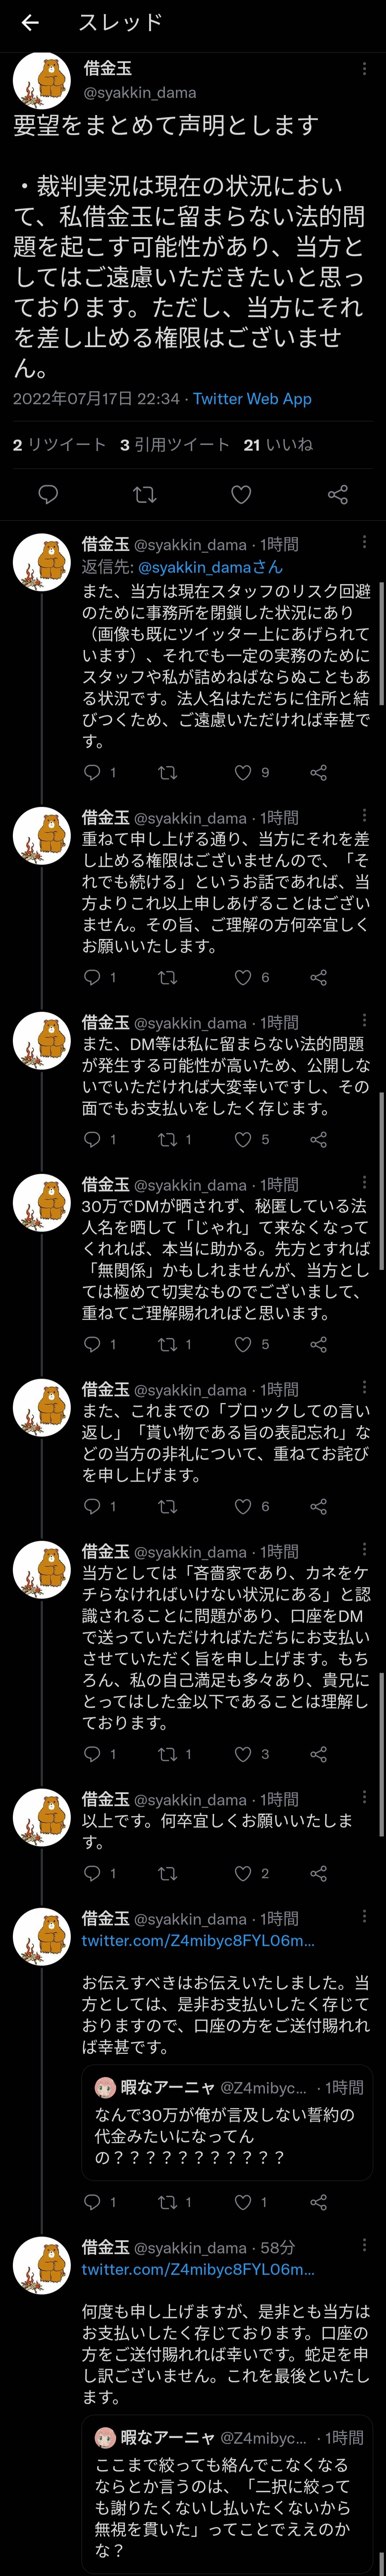 スレッド
借金玉
@syakkin_dama
要望をまとめて声明とします
・裁判実況は現在の状況におい
て、私借金玉に留まらない法的問
題を起こす可能性があり、当方と
してはご遠慮いただきたいと思っ
ております。ただし、当方にそれ
を差し止める権限はございませ
ん。
2022年07月17日 22:34 · Twitter Web App
2 リツイート 3 引用ツイート 21 いいね
借金玉 @syakkin_dama · 1時間
返信先: @syakkin_damaさん
また、当方は現在スタッフのリスク回避
のために事務所を閉鎖した状況にあり
（画像も既にツイッター上にあげられて
います）、それでも一定の実務のために
スタッフや私が詰めねばならぬこともあ
る状況です。法人名はただちに住所と結
びつくため、ご遠慮いただければ幸甚で
す。
1 9
借金玉 @syakkin_dama · 1時間
重ねて申し上げる通り、当方にそれを差
し止める権限はございませんので、「そ
れでも続ける」というお話であれば、当
方よりこれ以上申しあげることはござい
ません。その旨、ご理解の方何卒宜しく
お願いいたします。
1 6
借金玉 @syakkin_dama · 1時間
また、DM等は私に留まらない法的問題
が発生する可能性が高いため、公開しな
いでいただければ大変幸いですし、その
面でもお支払いをしたく存じます。
1 1 5
借金玉 @syakkin_dama · 1時間
30万でDMが晒されず、秘匿している法
人名を晒して「じゃれ」て来なくなって
くれれば、本当に助かる。先方とすれば
「無関係」かもしれませんが、当方とし
ては極めて切実なものでございまして、
重ねてご理解賜れればと思います。
1 1 5
借金玉 @syakkin_dama · 1時間
また、これまでの「ブロックしての言い
返し」「貰い物である旨の表記忘れ」な
どの当方の非礼について、重ねてお詫び
を申し上げます。
1 6
借金玉 @syakkin_dama · 1時間
当方としては「吝嗇家であり、カネをケ
チらなければいけない状況にある」と認
識されることに問題があり、口座をDM
で送っていただければただちにお支払い
させていただく旨を申し上げます。もち
ろん、私の自己満足も多々あり、貴兄に
とってはした金以下であることは理解し
ております。
1 1 3
借金玉 @syakkin_dama · 1時間
以上です。何卒宜しくお願いいたしま
す。
1 2
借金玉 @syakkin_dama · 1時間
twitter.com/Z4mibyc8FYL06m...
お伝えすべきはお伝えいたしました。当
方としては、是非お支払いしたく存じて
おりますので、口座の方をご送付賜れれ
ば幸甚です。
暇なアーニャ @Z4mibyc... · 1時間
なんで30万が俺が言及しない誓約の
代金みたいになってん
の？？？？？？？？？？？
1 1 1
借金玉 @syakkin_dama · 58分
twitter.com/Z4mibyc8FYL06m...
何度も申し上げますが、是非とも当方は
お支払いしたく存じております。口座の
方をご送付賜れれば幸いです。蛇足を申
し訳ございません。これを最後といたし
ます。
暇なアーニャ @Z4mibyc... · 1時間
ここまで絞っても絡んでこなくなる
ならとか言うのは、「二択に絞って
も謝りたくないし払いたくないから
無視を貫いた」ってことでええのか
な？